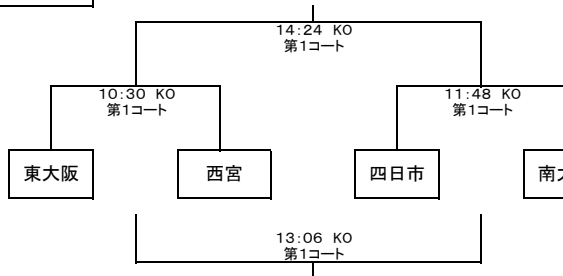 14:24 KO
第1コート
10:30 KO
第1コート
11:48 KO
第1コート
東大阪
西宮
四日市
南
13:06 KO
第1コート